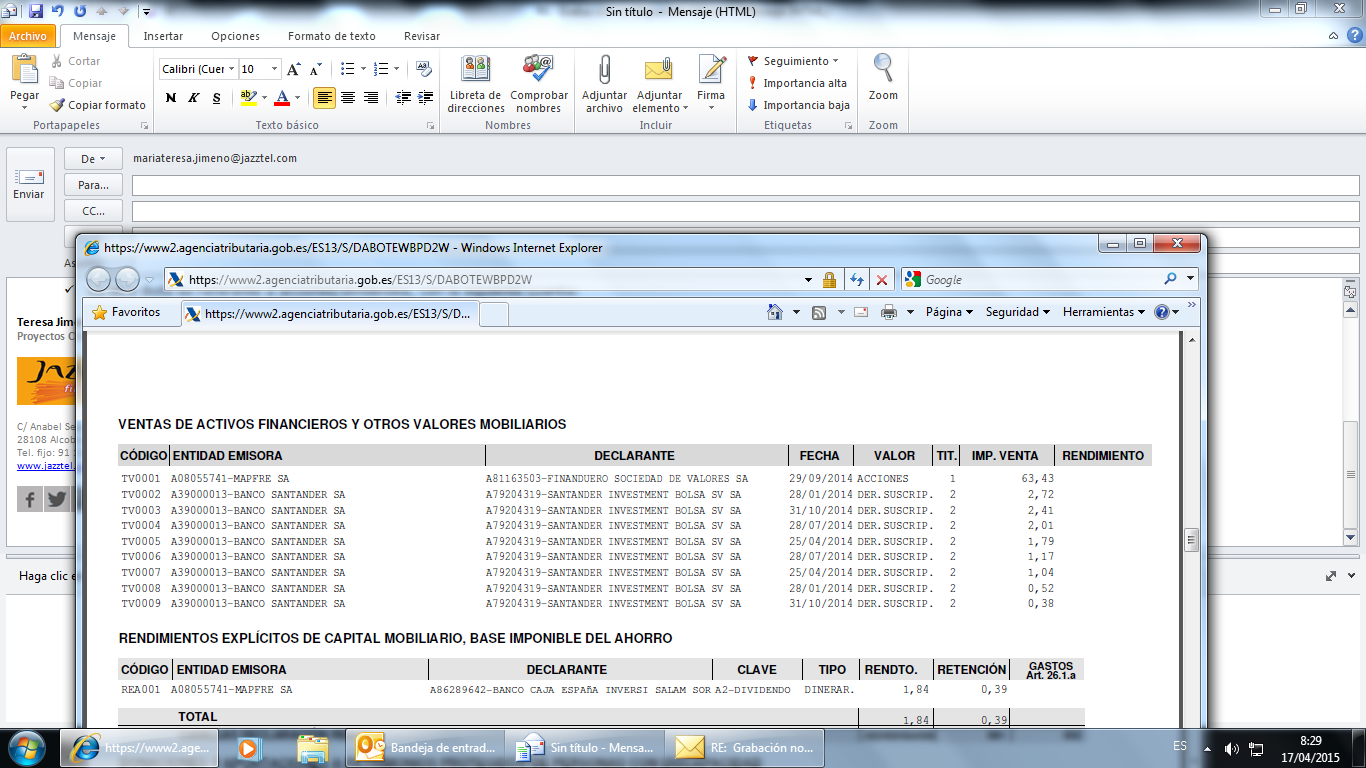 Sin título - Mensaje (HTML)
Archivo Mensaje Insertar Opciones Formato de texto Revisar
Pegar Cortar Copiar Copiar formato
Calibri (Cuer 10
N K S
Libreta de direcciones Comprobar nombres
Adjuntar archivo Adjuntar elemento Firma
Seguimiento Importancia alta Importancia baja
Zoom
Portapapeles Texto básico Nombres Incluir Etiquetas Zoom
Enviar
De mariateresa.jimeno@jazztel.com
Para...
CC...
https://www2.agenciatributaria.gob.es/ES13/S/DABOTEWBPD2W - Windows Internet Explorer
https://www2.agenciatributaria.gob.es/ES13/S/DABOTEWBPD2W Google
Favoritos https://www2.agenciatributaria.gob.es/ES13/S/D... Página Seguridad Herramientas
Teresa Jim
Proyectos C
Jaz
C/ Anabel Se
28108 Alcob
Tel. fijo: 91
www.jazztel.
Haga clic e
VENTAS DE ACTIVOS FINANCIEROS Y OTROS VALORES MOBILIARIOS
CÓDIGO ENTIDAD EMISORA DECLARANTE FECHA VALOR TIT. IMP. VENTA RENDIMIENTO
TV0001 A08055741-MAPFRE SA A81163503-FINANDUERO SOCIEDAD DE VALORES SA 29/09/2014 ACCIONES 1 63,43
TV0002 A39000013-BANCO SANTANDER SA A79204319-SANTANDER INVESTMENT BOLSA SV SA 28/01/2014 DER.SUSCRIP. 2 2,72
TV0003 A39000013-BANCO SANTANDER SA A79204319-SANTANDER INVESTMENT BOLSA SV SA 31/10/2014 DER.SUSCRIP. 2 2,41
TV0004 A39000013-BANCO SANTANDER SA A79204319-SANTANDER INVESTMENT BOLSA SV SA 28/07/2014 DER.SUSCRIP. 2 2,01
TV0005 A39000013-BANCO SANTANDER SA A79204319-SANTANDER INVESTMENT BOLSA SV SA 25/04/2014 DER.SUSCRIP. 2 1,79
TV0006 A39000013-BANCO SANTANDER SA A79204319-SANTANDER INVESTMENT BOLSA SV SA 28/07/2014 DER.SUSCRIP. 2 1,17
TV0007 A39000013-BANCO SANTANDER SA A79204319-SANTANDER INVESTMENT BOLSA SV SA 25/04/2014 DER.SUSCRIP. 2 1,04
TV0008 A39000013-BANCO SANTANDER SA A79204319-SANTANDER INVESTMENT BOLSA SV SA 28/01/2014 DER.SUSCRIP. 2 0,52
TV0009 A39000013-BANCO SANTANDER SA A79204319-SANTANDER INVESTMENT BOLSA SV SA 31/10/2014 DER.SUSCRIP. 2 0,38
RENDIMIENTOS EXPLÍCITOS DE CAPITAL MOBILIARIO, BASE IMPONIBLE DEL AHORRO
CÓDIGO ENTIDAD EMISORA DECLARANTE CLAVE TIPO RENDTO. RETENCIÓN GASTOS Art. 26.1.a
REA001 A08055741-MAPFRE SA A86289642-BANCO CAJA ESPAñA INVERSI SALAM SOR A2-DIVIDENDO DINERAR. 1,84 0,39
TOTAL 1,84 0,39
https://www2.age... Bandeja de entrad... Sin título - Mensa... RE: Grabación no... ES 8:29
17/04/2015